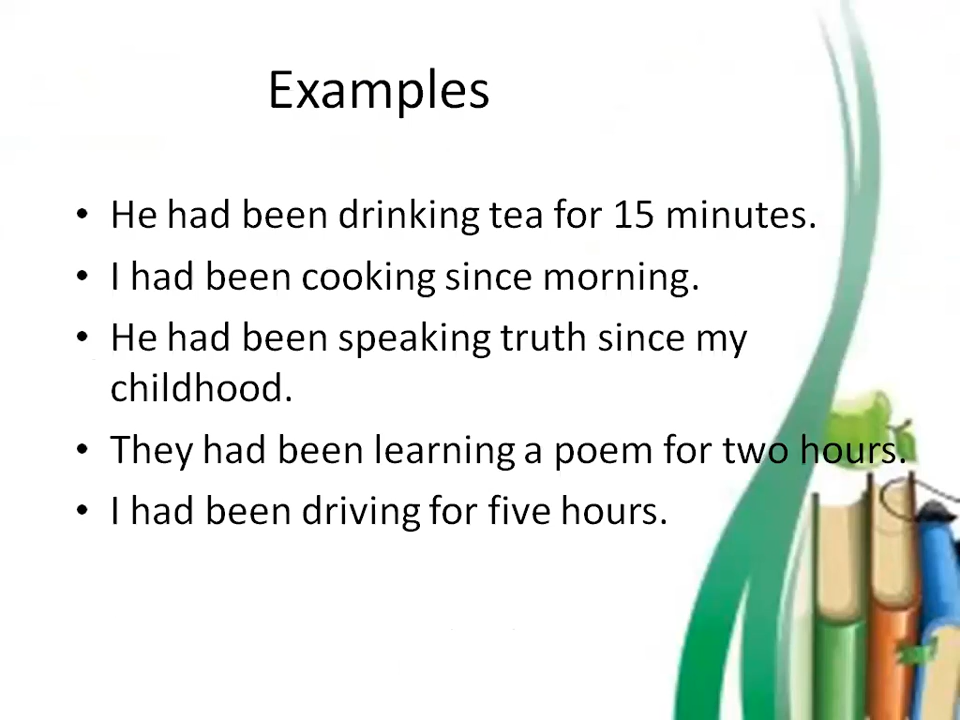 Examples
• He had been drinking tea for 15 minutes.
• I had been cooking since morning.
• He had been speaking truth since my
childhood.
• They had been learning a poem for two hours.
• I had been driving for five hours.